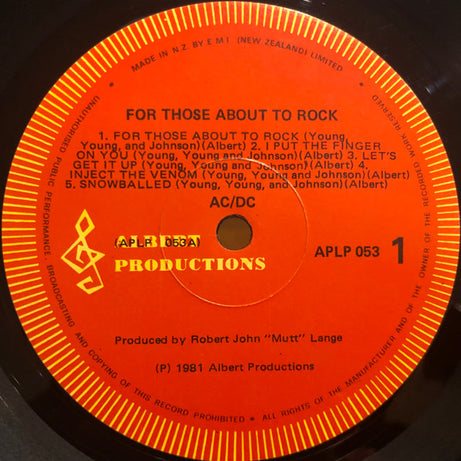 * MADE IN N.Z. BY E M I (NEW ZEALAND) LIMITED *
UNAUTHORISED PUBLIC PERFORMANCE, BROADCASTING AND COPYING OF THIS RECORD PROHIBITED * ALL RIGHTS OF THE MANUFACTURER AND OF THE OWNER OF THE RECORDED WORK RESERVED
FOR THOSE ABOUT TO ROCK
1. FOR THOSE ABOUT TO ROCK (Young,
Young, and Johnson)(Albert) 2. I PUT THE FINGER
ON YOU (Young, Young and Johnson)(Albert) 3. LET'S
GET IT UP (Young, Young and Johnson)(Albert) 4.
INJECT THE VENOM (Young, Young and Johnson)(Albert)
5. SNOWBALLED (Young, Young, and Johnson)(Albert)
AC/DC
ALBERT
(APLP 053A)
PRODUCTIONS
APLP 053 1
Produced by Robert John "Mutt" Lange
(P) 1981 Albert Productions